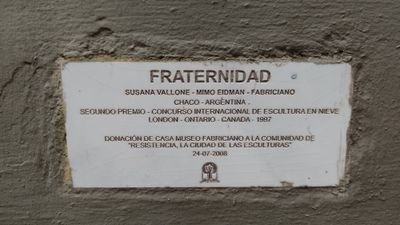 FRATERNIDAD
SUSANA VALLONE - MIMO EIDMAN - FABRICIANO
CHACO - ARGENTINA
SEGUNDO PREMIO - CONCURSO INTERNACIONAL DE ESCULTURA EN NIEVE
LONDON - ONTARIO - CANADA - 1997
DONACIÓN DE CASA MUSEO FABRICIANO A LA COMUNIDAD DE
"RESISTENCIA, LA CIUDAD DE LAS ESCULTURAS"
24-07-2008